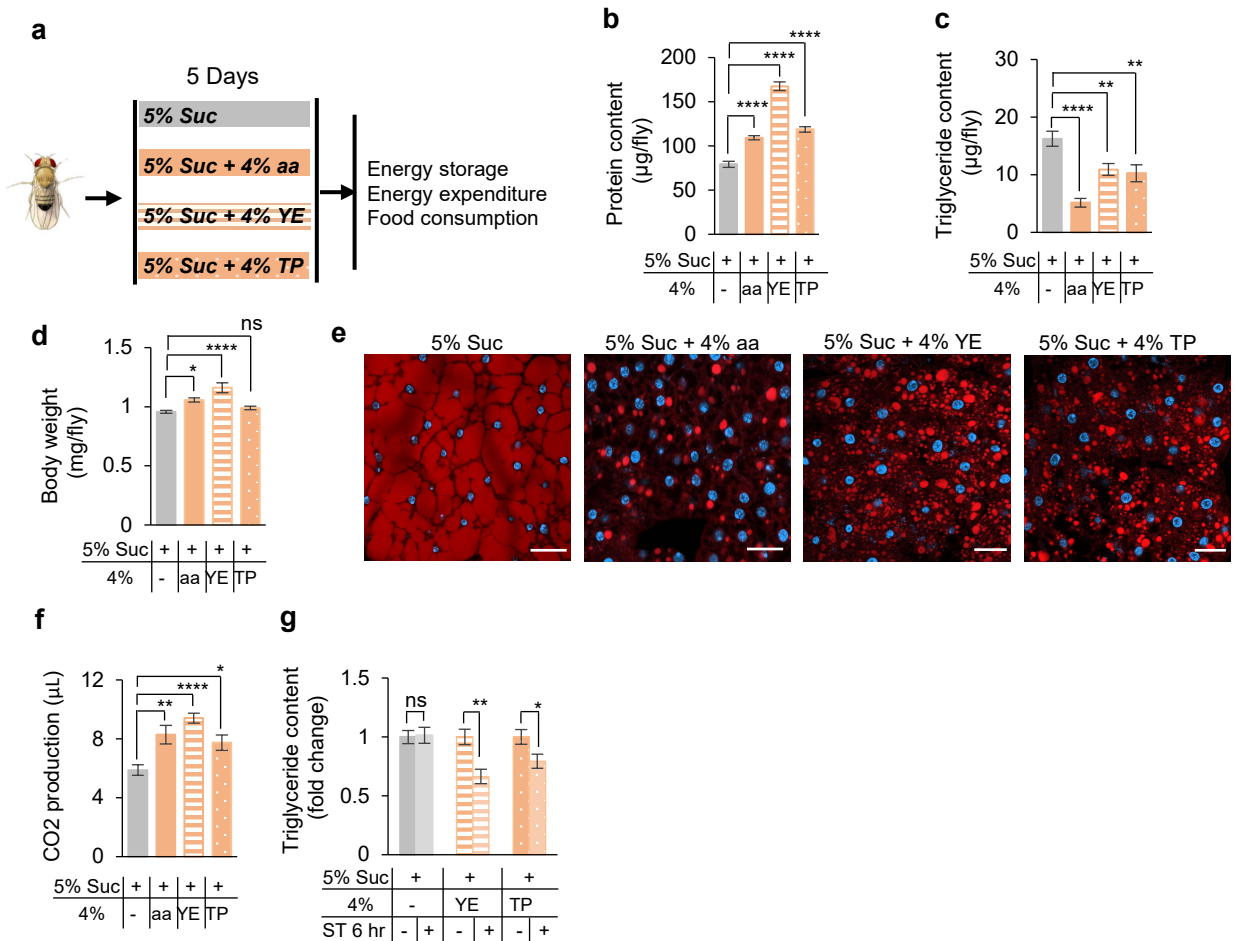 a
5 Days
5% Suc
5% Suc + 4% aa
5% Suc + 4% YE
5% Suc + 4% TP
Energy storage
Energy expenditure
Food consumption
b
Protein content
(µg/fly)
200
150
100
50
0
****
****
****
5% Suc + + + +
4% - aa YE TP
c
Triglyceride content
(µg/fly)
30
20
10
0
**
**
****
5% Suc + + + +
4% - aa YE TP
d
Body weight
(mg/fly)
1.5
1
0.5
0
ns
****
*
5% Suc + + + +
4% - aa YE TP
e
5% Suc
5% Suc + 4% aa
5% Suc + 4% YE
5% Suc + 4% TP
f
CO2 production (µL)
12
8
4
0
*
****
**
5% Suc + + + +
4% - aa YE TP
g
Triglyceride content
(fold change)
1.5
1
0.5
0
ns
**
*
5% Suc + + +
4% - YE TP
ST 6 hr - + - + - +